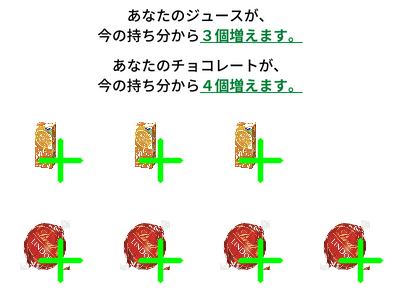 あなたのジュースが、
今の持ち分から３個増えます。
あなたのチョコレートが、
今の持ち分から４個増えます。